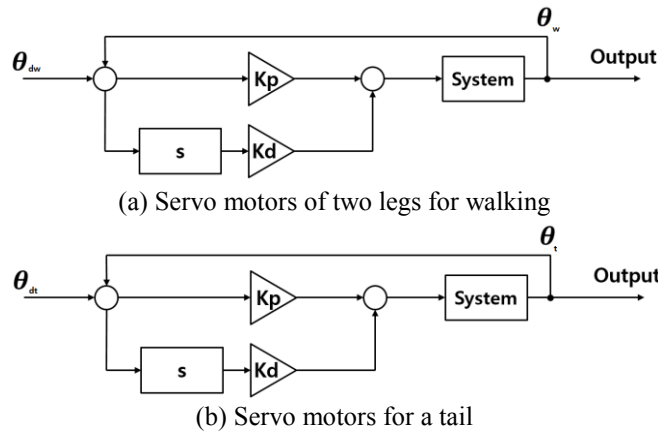 θw
θdw
Kp
System
Output
s
Kd
(a) Servo motors of two legs for walking
θt
θdt
Kp
System
Output
s
Kd
(b) Servo motors for a tail